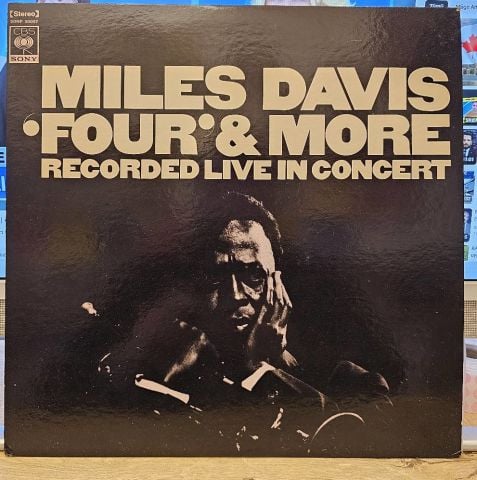 [Stereo]
CBS
SONY
MILES DAVIS
'FOUR' & MORE
RECORDED LIVE IN CONCERT